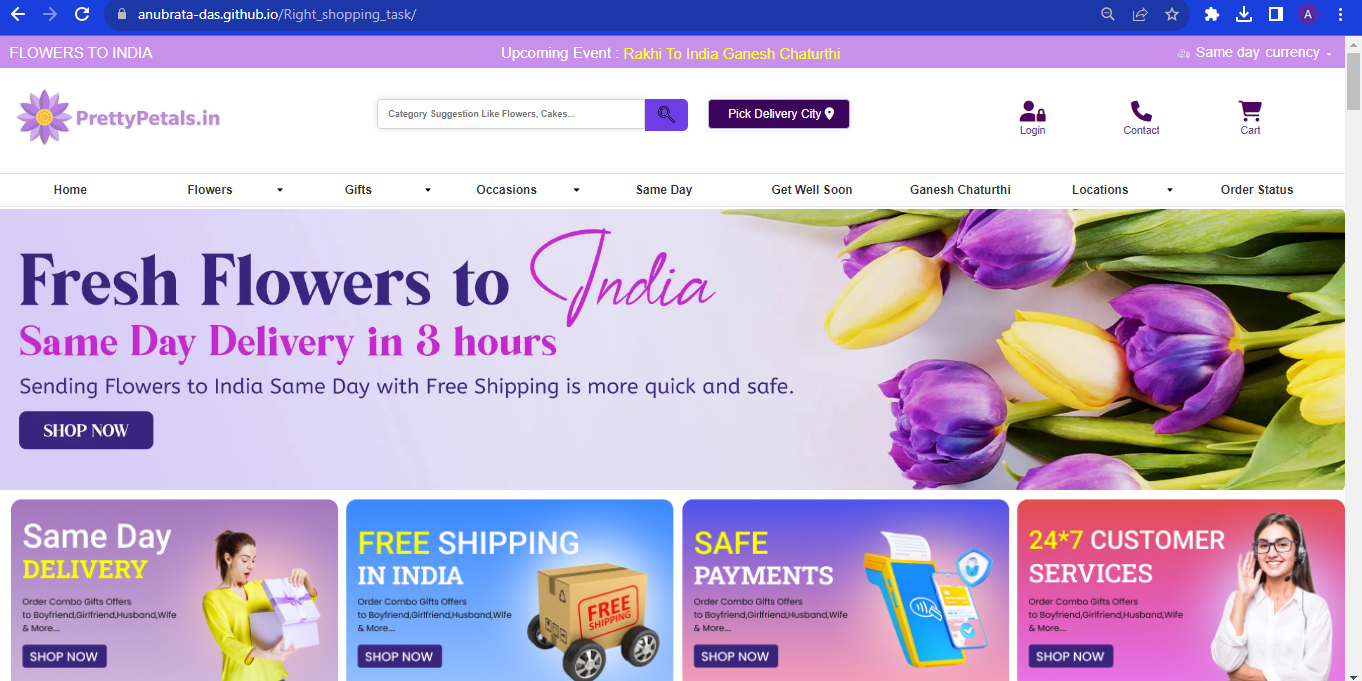 anubrata-das.github.io/Right_shopping_task/
A
FLOWERS TO INDIA
Upcoming Event : Rakhi To India Ganesh Chaturthi
Same day currency
PrettyPetals.in
Category Suggestion Like Flowers, Cakes...
Pick Delivery City
Login
Contact
Cart
Home
Flowers
Gifts
Occasions
Same Day
Get Well Soon
Ganesh Chaturthi
Locations
Order Status
Fresh Flowers to India
Same Day Delivery in 3 hours
Sending Flowers to India Same Day with Free Shipping is more quick and safe.
SHOP NOW
Same Day
DELIVERY
Order Combo Gifts Offers
to Boyfriend,Girlfriend,Husband,Wife
& More....
SHOP NOW
FREE SHIPPING
IN INDIA
Order Combo Gifts Offers
to Boyfriend,Girlfriend,Husband,Wife
& More....
SHOP NOW
FREE
SHIPPING
SAFE
PAYMENTS
Order Combo Gifts Offers
to Boyfriend,Girlfriend,Husband,Wife
& More....
SHOP NOW
24*7 CUSTOMER
SERVICES
Order Combo Gifts Offers
to Boyfriend,Girlfriend,Husband,Wife
& More....
SHOP NOW